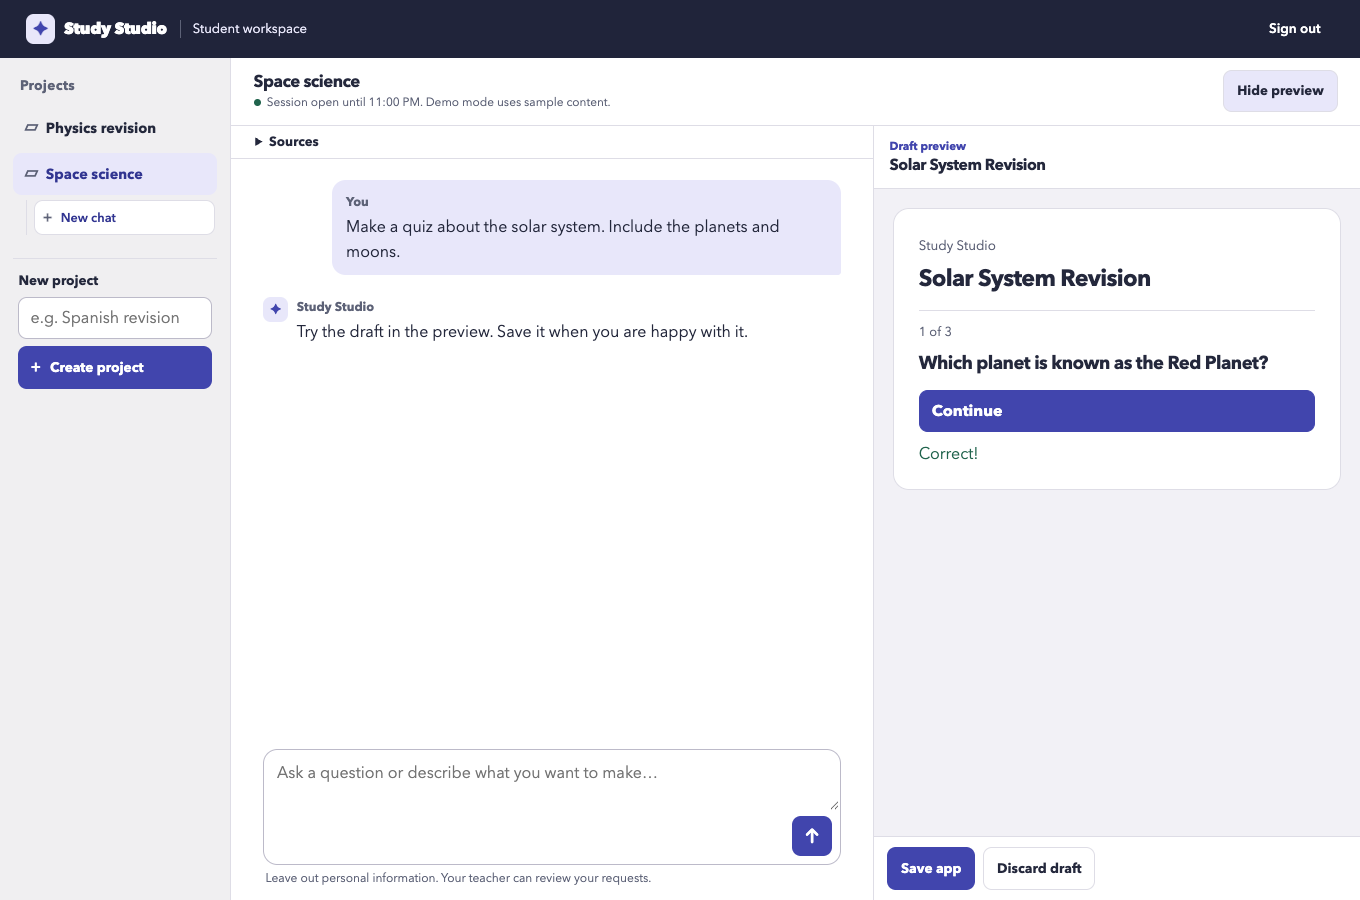 Study Studio
Student workspace
Sign out
Projects
Physics revision
Space science
+ New chat
New project
e.g. Spanish revision
+ Create project
Space science
Session open until 11:00 PM. Demo mode uses sample content.
Hide preview
Sources
You
Make a quiz about the solar system. Include the planets and
moons.
Study Studio
Try the draft in the preview. Save it when you are happy with it.
Ask a question or describe what you want to make…
Leave out personal information. Your teacher can review your requests.
Draft preview
Solar System Revision
Study Studio
Solar System Revision
1 of 3
Which planet is known as the Red Planet?
Continue
Correct!
Save app
Discard draft